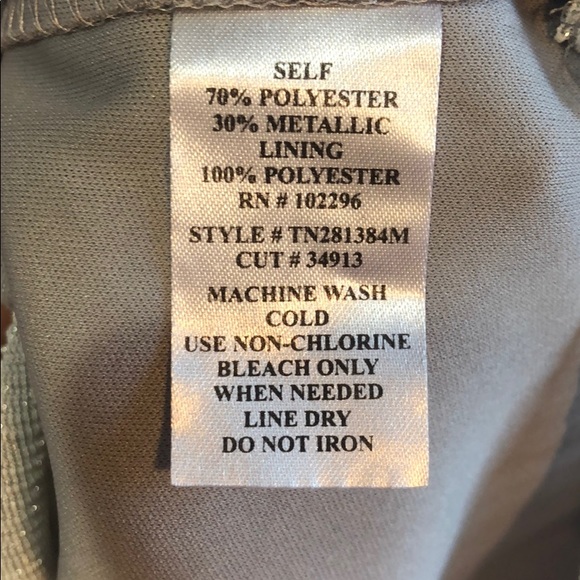 SELF
70% POLYESTER
30% METALLIC
LINING
100% POLYESTER
RN # 102296
STYLE # TN281384M
CUT # 34913
MACHINE WASH
COLD
USE NON-CHLORINE
BLEACH ONLY
WHEN NEEDED
LINE DRY
DO NOT IRON